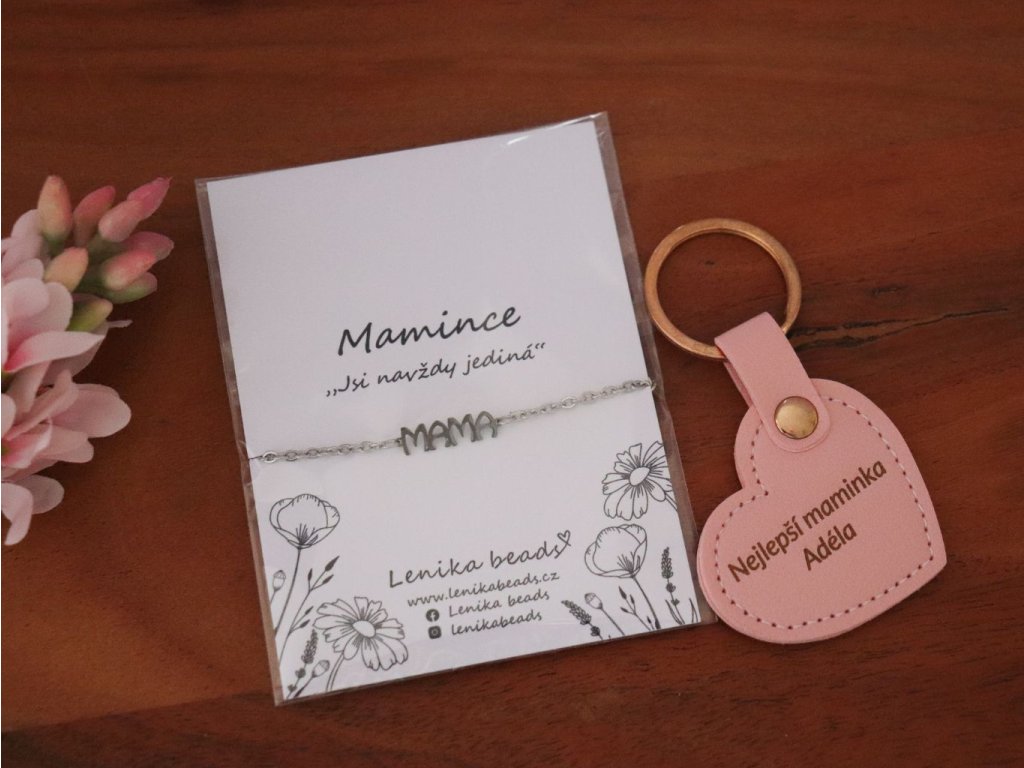 Mamince
„Jsi navždy jediná“
MAMA
Lenika beads
www.lenikabeads.cz
Lenika beads
lenikabeads
Nejlepší maminka
Adéla